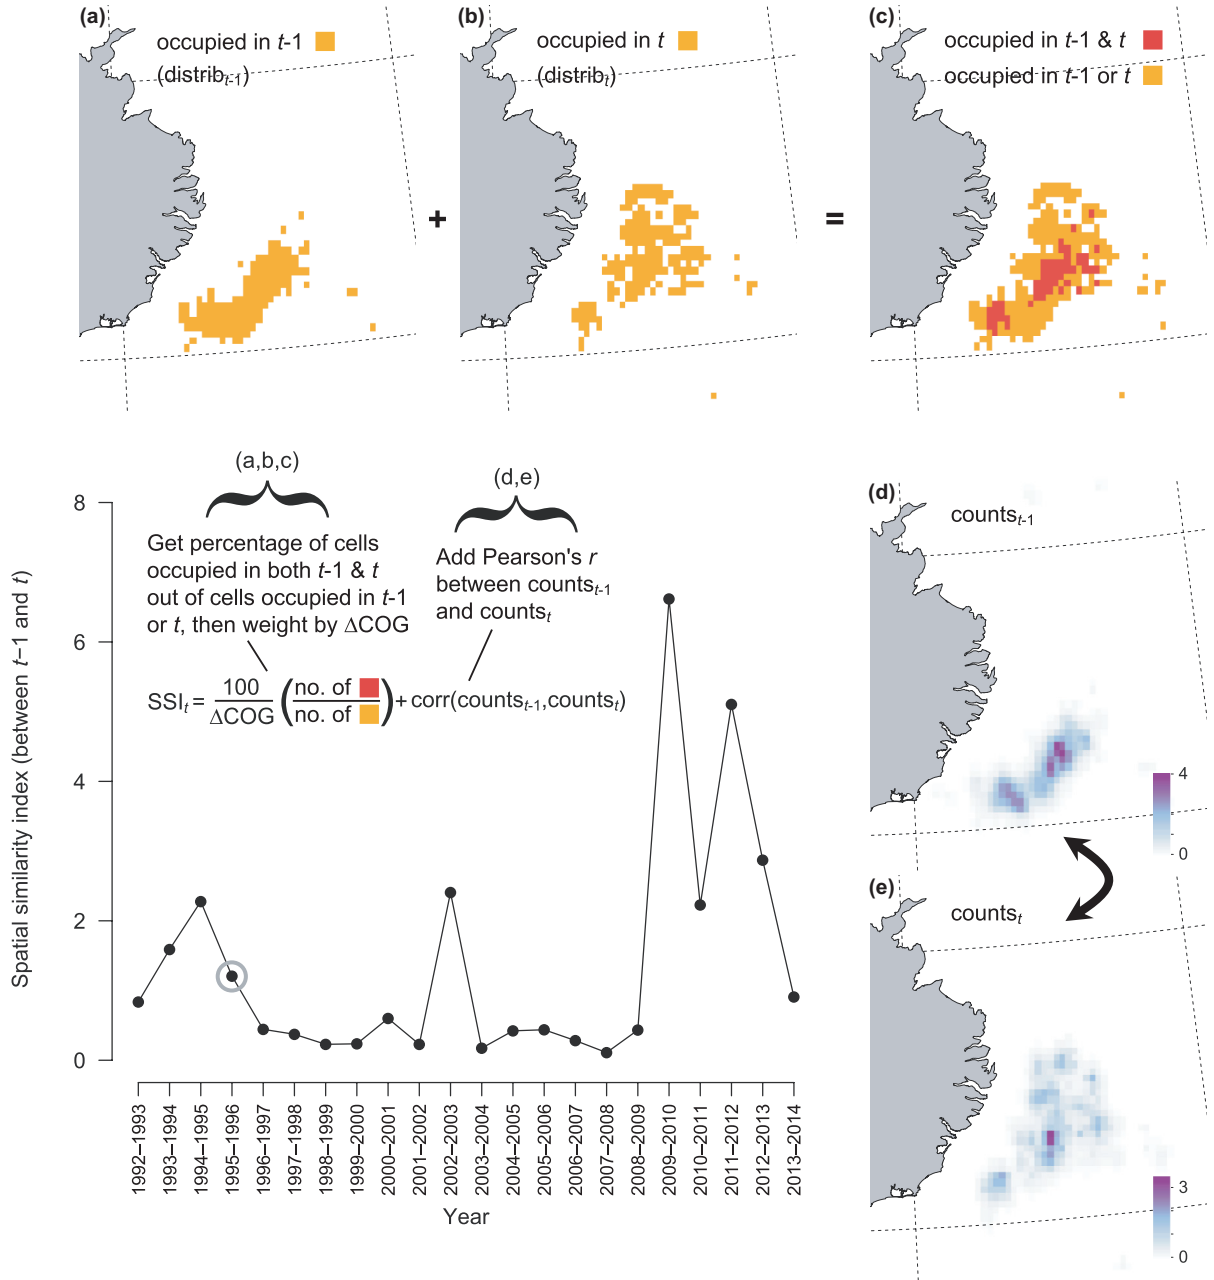 (a)
occupied in t-1
(distrib_t-1)
+
(b)
occupied in t
(distrib_t)
=
(c)
occupied in t-1 & t
occupied in t-1 or t
(a,b,c)
Get percentage of cells
occupied in both t-1 & t
out of cells occupied in t-1
or t, then weight by ΔCOG
(d,e)
Add Pearson's r
between counts_t-1
and counts_t
SSI_t = 100/ΔCOG (no. of / no. of) + corr(counts_t-1,counts_t)
Spatial similarity index (between t−1 and t)
8
6
4
2
0
1992–1993
1993–1994
1994–1995
1995–1996
1996–1997
1997–1998
1998–1999
1999–2000
2000–2001
2001–2002
2002–2003
2003–2004
2004–2005
2005–2006
2006–2007
2007–2008
2008–2009
2009–2010
2010–2011
2011–2012
2012–2013
2013–2014
Year
(d)
counts_t-1
4
0
(e)
counts_t
3
0